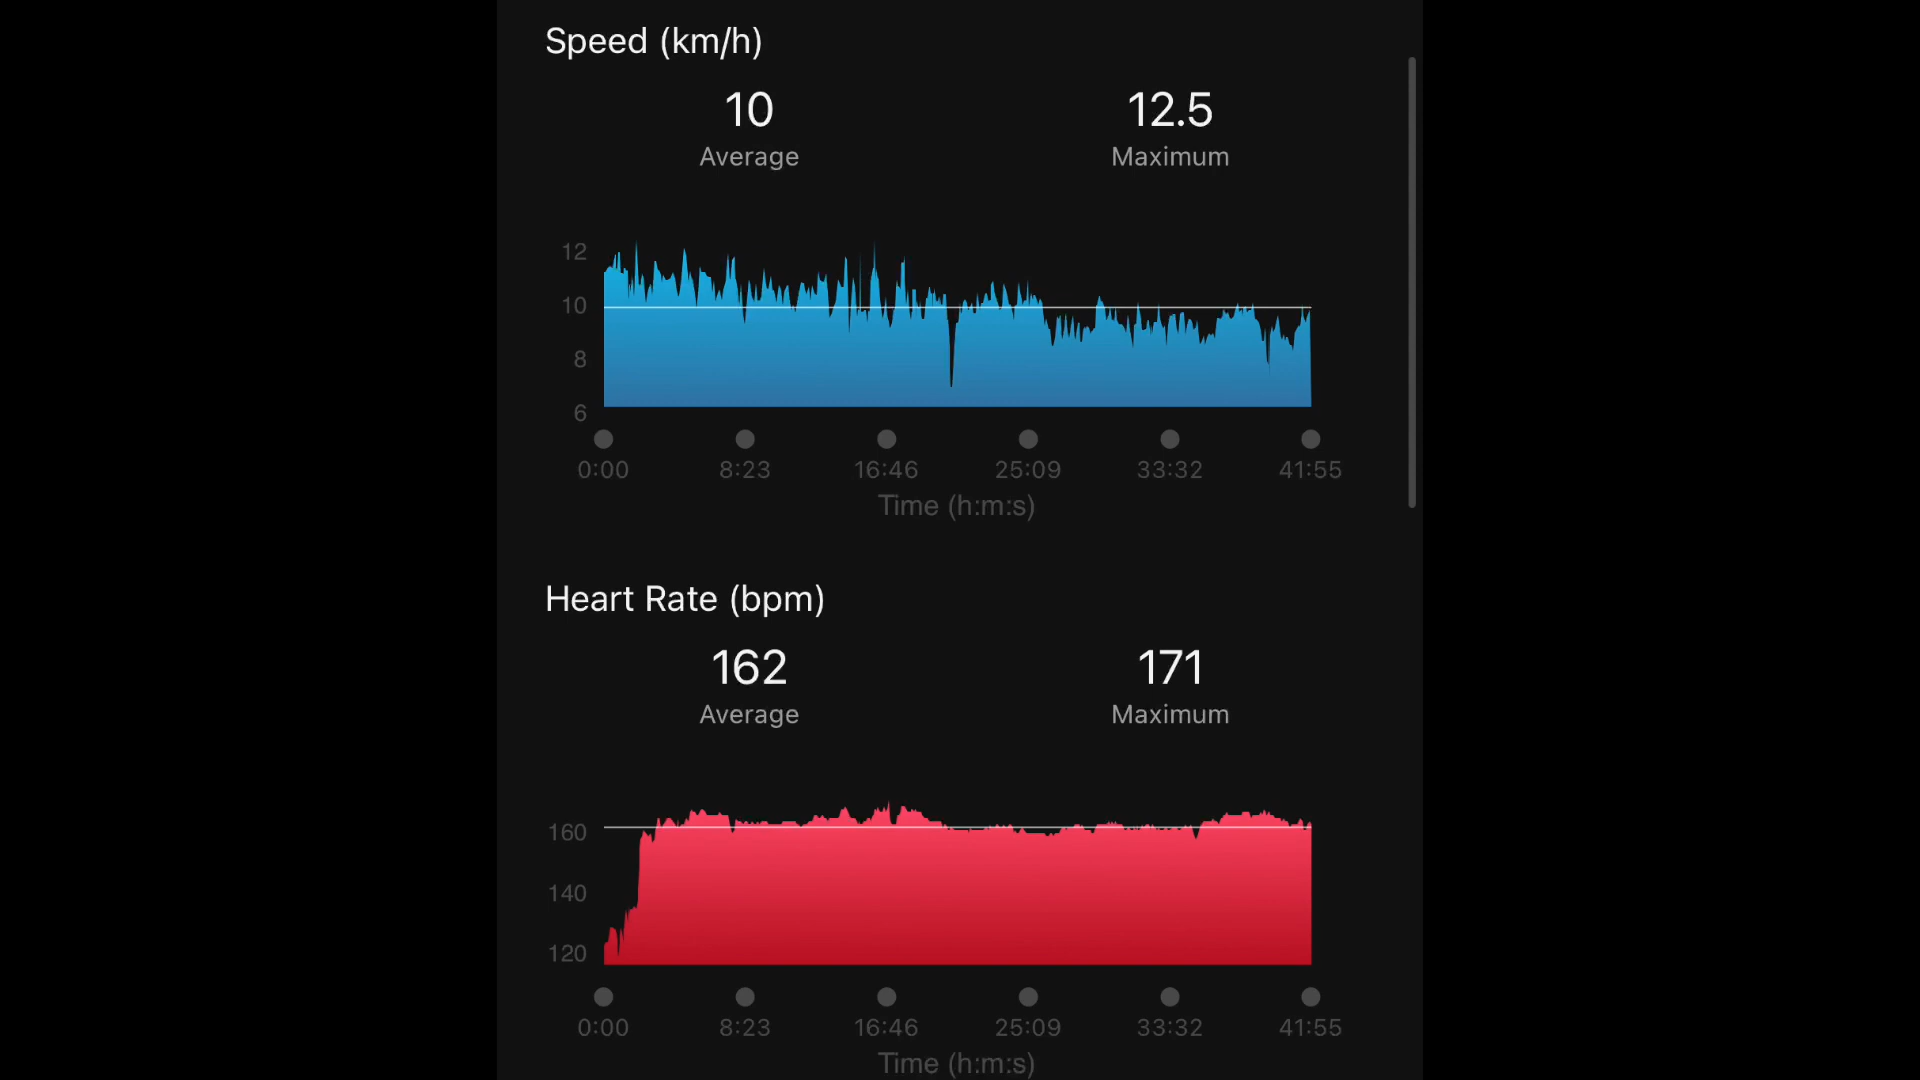 Speed (km/h)
10 12.5
Average Maximum
12
10
8
6
0:00 8:23 16:46 25:09 33:32 41:55
Time (h:m:s)
Heart Rate (bpm)
162 171
Average Maximum
160
140
120
0:00 8:23 16:46 25:09 33:32 41:55
Time (h:m:s)